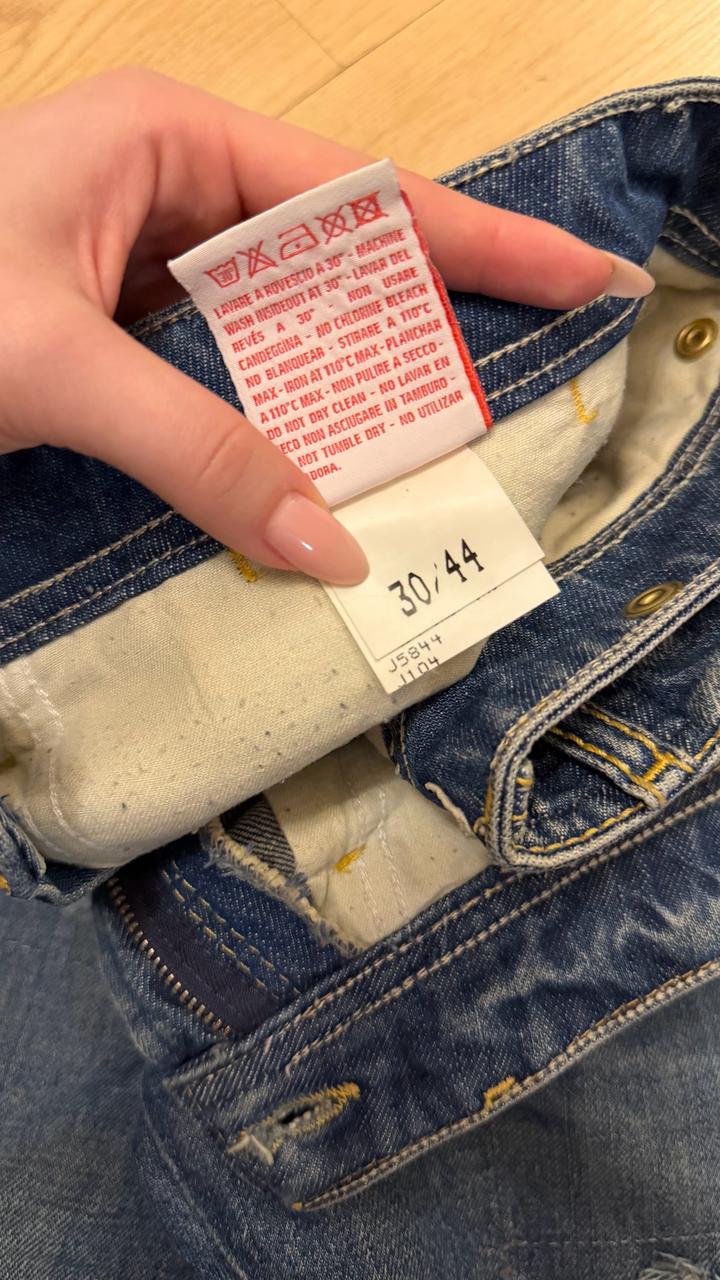 30°
LAVARE A ROVESCIO A 30° - MACHINE
WASH INSIDEOUT AT 30° - LAVAR DEL
REVÉS A 30° NON USARE
CANDEGGINA - NO CHLORINE BLEACH
NO BLANQUEAR - STIRARE A 110°C
MAX - IRON AT 110°C MAX - PLANCHAR
A 110°C MAX - NON PULIRE A SECCO -
DO NOT DRY CLEAN - NO LAVAR EN
ECO NON ASCIUGARE IN TAMBURO -
NOT TUMBLE DRY - NO UTILIZAR
DORA.
30/44
J5844
J104